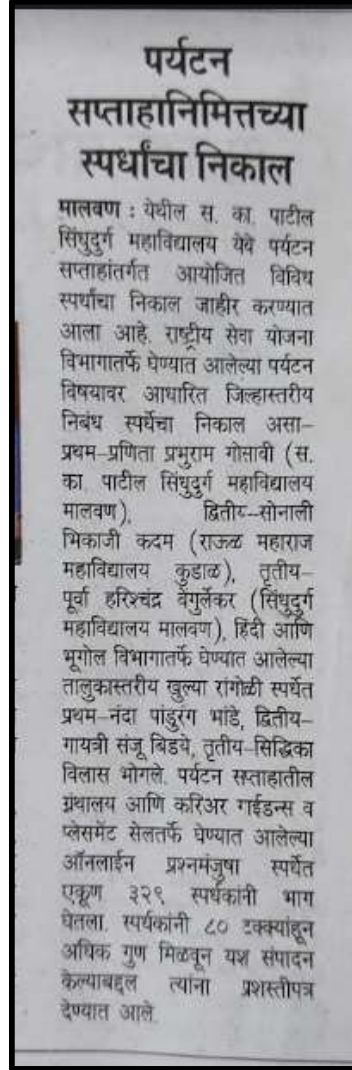 पर्यटन
सप्ताहानिमित्तच्या
स्पर्धांचा निकाल
मालवण : येथील स. का. पाटील
सिंधुदुर्ग महाविद्यालय येथे पर्यटन
सप्ताहांतर्गत आयोजित विविध
स्पर्धांचा निकाल जाहीर करण्यात
आला आहे. राष्ट्रीय सेवा योजना
विभागातर्फे घेण्यात आलेल्या पर्यटन
विषयावर आधारित जिल्हास्तरीय
निबंध स्पर्धेचा निकाल असा–
प्रथम–प्रणिता प्रभुराम गोसावी (स.
का. पाटील सिंधुदुर्ग महाविद्यालय
मालवण), द्वितीय–सोनाली
भिकाजी कदम (राऊळ महाराज
महाविद्यालय कुडाळ), तृतीय–
पूर्वा हरिश्चंद्र वेंगुर्लेकर (सिंधुदुर्ग
महाविद्यालय मालवण), हिंदी आणि
भूगोल विभागातर्फे घेण्यात आलेल्या
तालुकास्तरीय खुल्या रांगोळी स्पर्धेत
प्रथम–नंदा पांडुरंग भांडे, द्वितीय–
गायत्री संजू बिडये, तृतीय–सिद्धिका
विलास भोगले. पर्यटन सप्ताहातील
ग्रंथालय आणि करिअर गाईडन्स व
प्लेसमेंट सेलतर्फे घेण्यात आलेल्या
ऑनलाईन प्रश्नमंजुषा स्पर्धेत
एकूण ३२९ स्पर्धकांनी भाग
घेतला. स्पर्धकांनी ८० टक्क्यांहून
अधिक गुण मिळवून यश संपादन
केल्याबद्दल त्यांना प्रशस्तीपत्र
देण्यात आले.